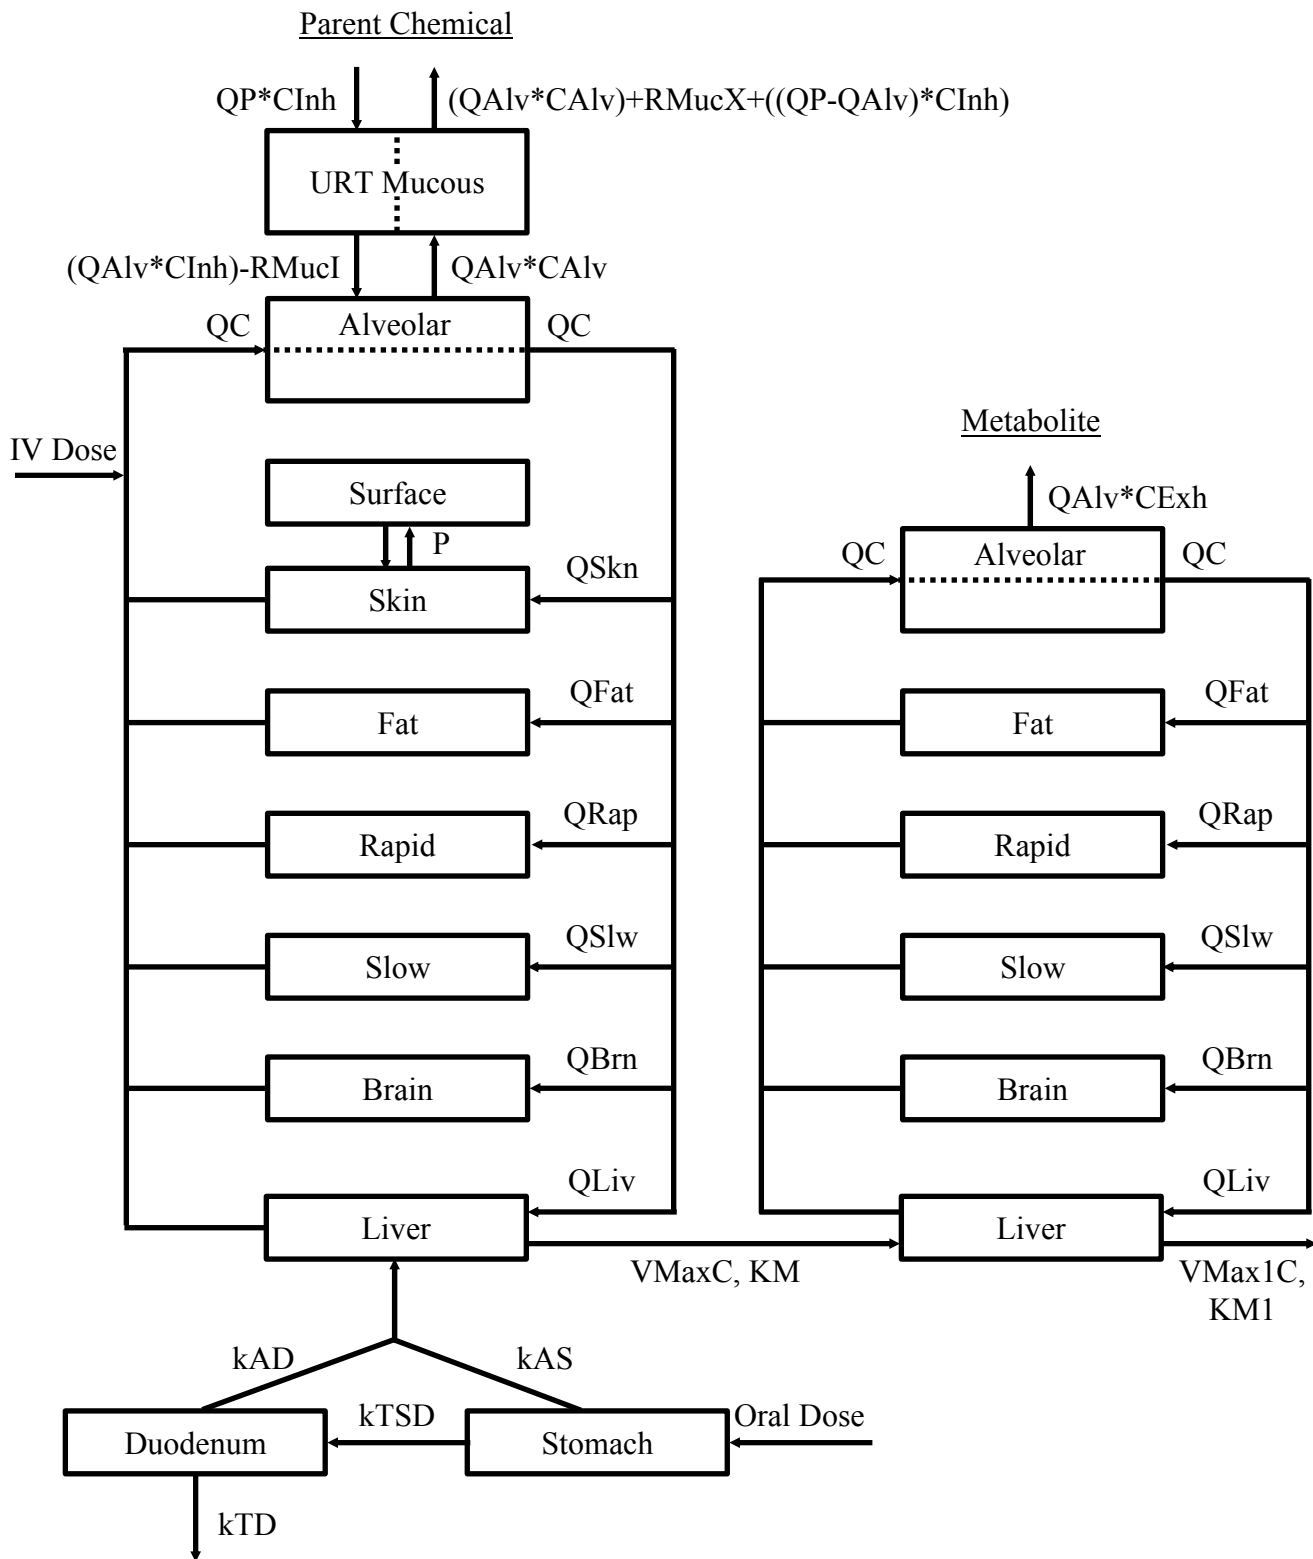 Parent Chemical
QP*CInh
(QAlv*CAlv)+RMucX+((QP-QAlv)*CInh)
URT Mucous
(QAlv*CInh)-RMucI
QAlv*CAlv
QC
Alveolar
QC
IV Dose
Surface
P
Skin
QSkn
Fat
QFat
Rapid
QRap
Slow
QSlw
Brain
QBrn
Liver
QLiv
VMaxC, KM
kAD
kAS
Duodenum
kTSD
Stomach
Oral Dose
kTD
Metabolite
QAlv*CExh
QC
Alveolar
QC
Fat
QFat
Rapid
QRap
Slow
QSlw
Brain
QBrn
Liver
QLiv
VMax1C,
KM1